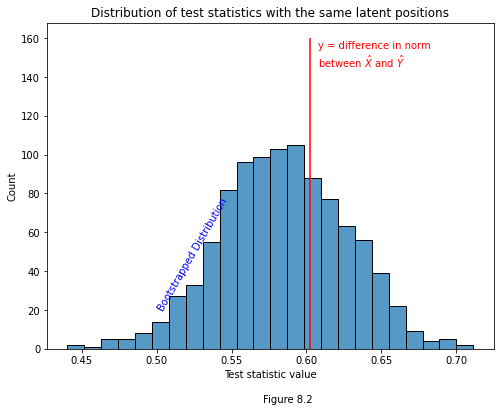 Distribution of test statistics with the same latent positions
160
140
120
100
80
60
40
20
0
Count
y = difference in norm
between X̂ and Ŷ
Bootstrapped Distribution
0.45 0.50 0.55 0.60 0.65 0.70
Test statistic value
Figure 8.2